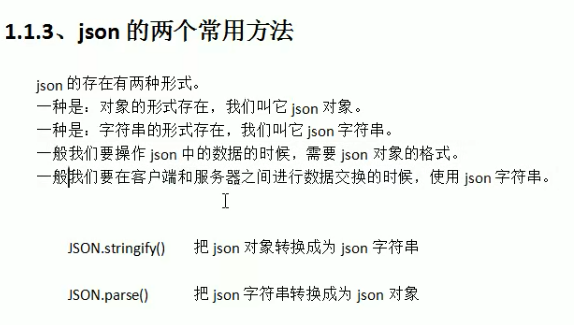 1.1.3、json 的两个常用方法
json 的存在有两种形式。
一种是：对象的形式存在，我们叫它 json 对象。
一种是：字符串的形式存在，我们叫它 json 字符串。
一般我们要操作 json 中的数据的时候，需要 json 对象的格式。
一般我们要在客户端和服务器之间进行数据交换的时候，使用 json 字符串。
JSON.stringify() 把 json 对象转换成为 json 字符串
JSON.parse() 把 json 字符串转换成为 json 对象